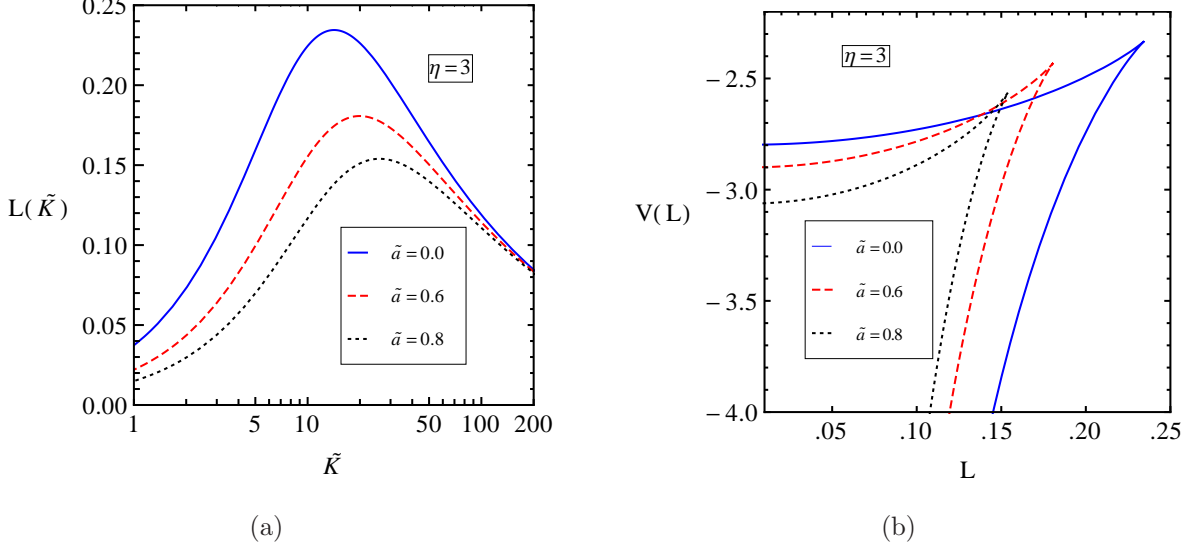 0.25
0.20
0.15
0.10
0.05
0.00
L(K̃)
η = 3
ã = 0.0
ã = 0.6
ã = 0.8
1 5 10 50 100 200
K̃
(a)
−2.5
−3.0
−3.5
−4.0
V(L)
η = 3
ã = 0.0
ã = 0.6
ã = 0.8
.05 .10 .15 .20 .25
L
(b)